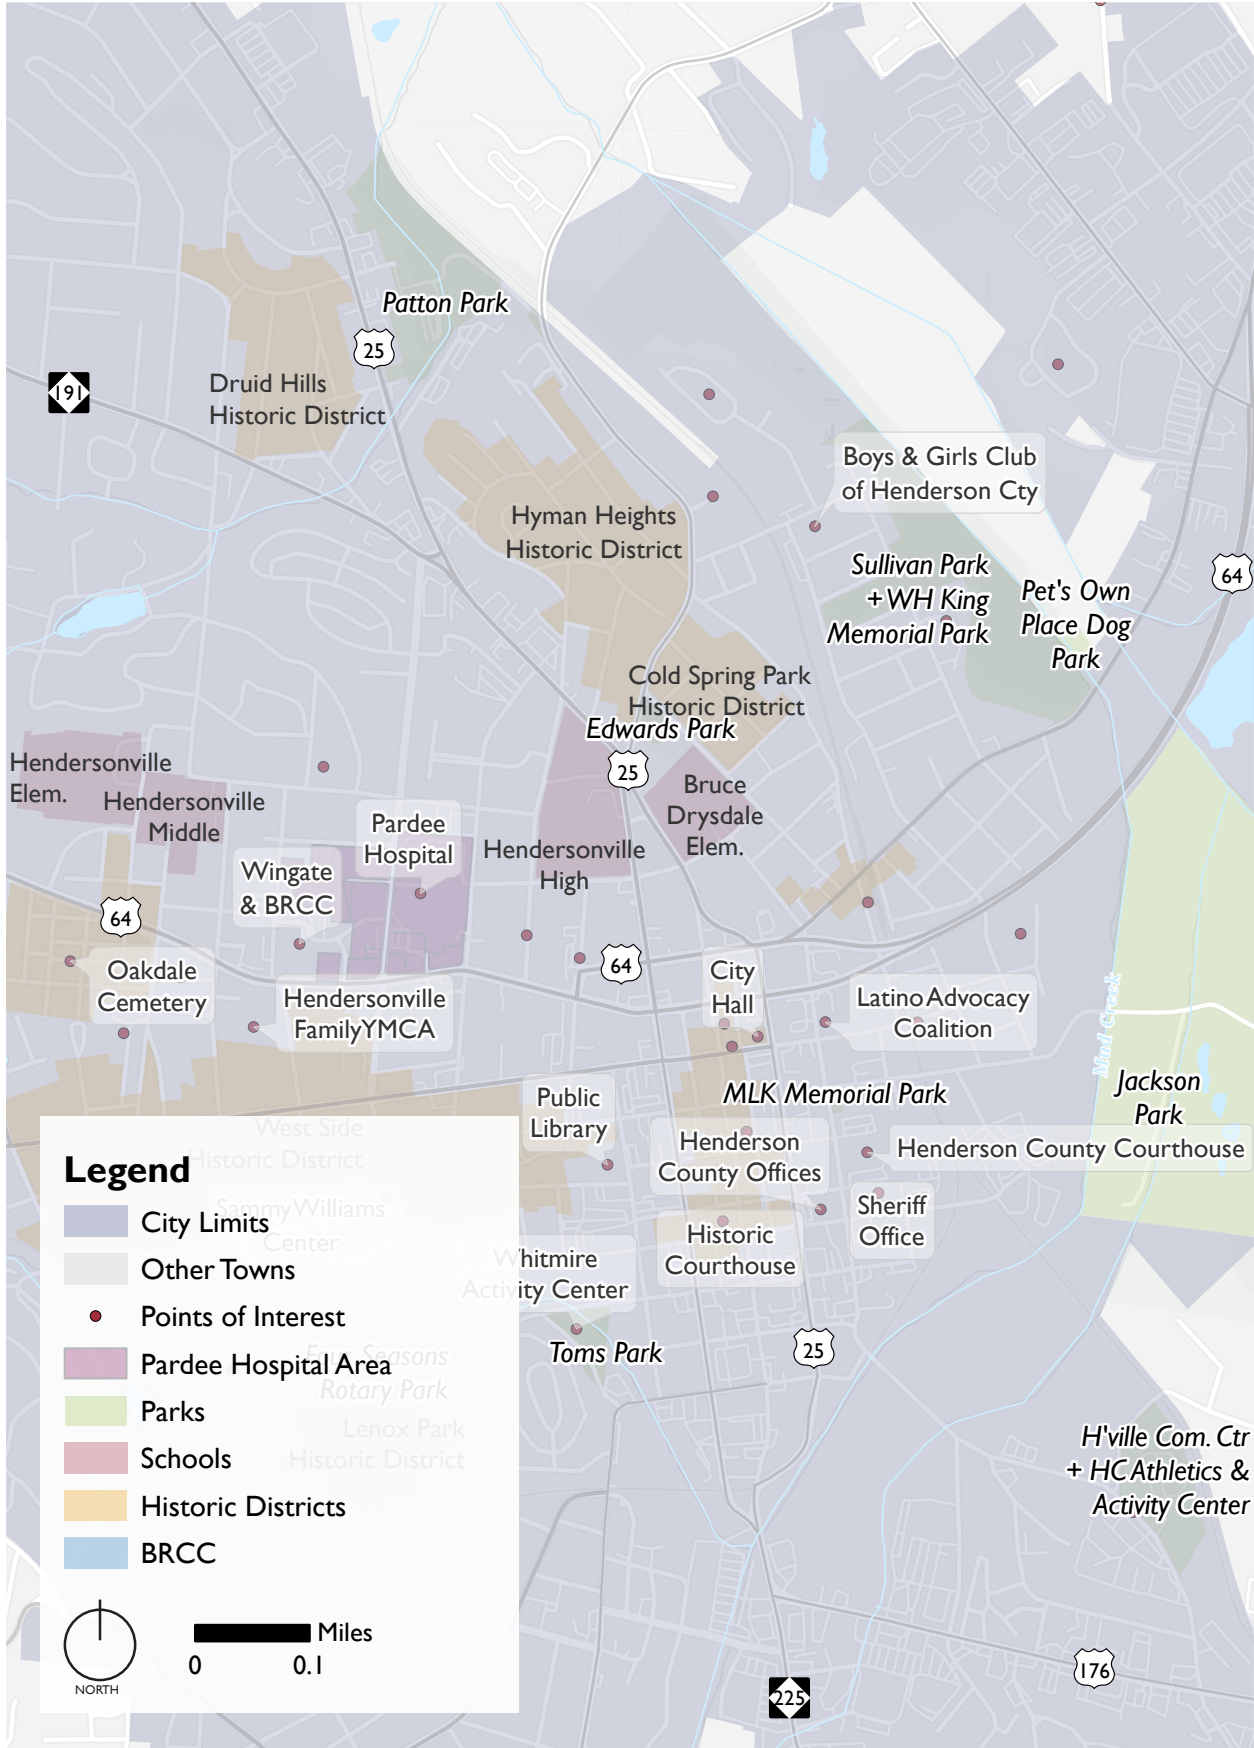 Patton Park
25
191
Druid Hills
Historic District
Boys & Girls Club
of Henderson Cty
Hyman Heights
Historic District
Sullivan Park
+ WH King
Memorial Park
Pet's Own
Place Dog
Park
64
Cold Spring Park
Historic District
Edwards Park
25
Bruce
Drysdale
Elem.
Hendersonville
Elem.
Hendersonville
Middle
Pardee
Hospital
Hendersonville
High
Wingate
& BRCC
64
64
Oakdale
Cemetery
Hendersonville
Family YMCA
City
Hall
Latino Advocacy
Coalition
Mud Creek
Jackson
Park
MLK Memorial Park
Public
Library
Henderson
County Offices
Henderson County Courthouse
Sheriff
Office
Historic
Courthouse
West Side
Historic District
Sammy Williams
Center
Whitmire
Activity Center
Toms Park
25
Four Seasons
Rotary Park
Lenox Park
Historic District
H'ville Com. Ctr
+ HC Athletics &
Activity Center
176
225
Legend
City Limits
Other Towns
Points of Interest
Pardee Hospital Area
Parks
Schools
Historic Districts
BRCC
NORTH
Miles
0 0.1